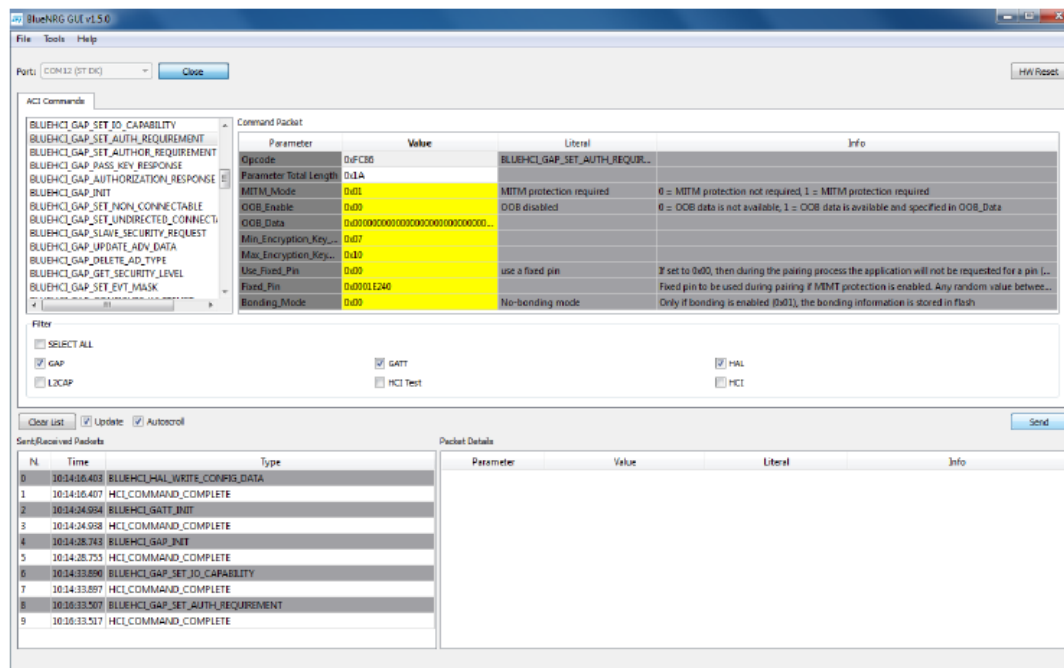 BlueNRG GUI v1.5.0
File Tools Help
Port: COM12 (ST DK) Close HW Reset
ACI Commands
BLUEHCI_GAP_SET_IO_CAPABILITY
BLUEHCI_GAP_SET_AUTH_REQUIREMENT
BLUEHCI_GAP_SET_AUTHOR_REQUIREMENT
BLUEHCI_GAP_PASS_KEY_RESPONSE
BLUEHCI_GAP_AUTHORIZATION_RESPONSE
BLUEHCI_GAP_INIT
BLUEHCI_GAP_SET_NON_CONNECTABLE
BLUEHCI_GAP_SET_UNDIRECTED_CONNECTA
BLUEHCI_GAP_SLAVE_SECURITY_REQUEST
BLUEHCI_GAP_UPDATE_ADV_DATA
BLUEHCI_GAP_DELETE_AD_TYPE
BLUEHCI_GAP_GET_SECURITY_LEVEL
BLUEHCI_GAP_SET_EVT_MASK
Command Packet
Parameter Value Literal Info
Opcode 0xFC86 BLUEHCI_GAP_SET_AUTH_REQUIR...
Parameter Total Length 0x1A
MITM_Mode 0x01 MITM protection required 0 = MITM protection not required, 1 = MITM protection required
OOB_Enable 0x00 OOB disabled 0 = OOB data is not available, 1 = OOB data is available and specified in OOB_Data
OOB_Data
Min_Encryption_Key_... 0x07
Max_Encryption_Key... 0x10
Use_Fixed_Pin 0x00 use a fixed pin If set to 0x00, then during the pairing process the application will not be requested for a pin (...
Fixed_Pin 0x0001E240 Fixed pin to be used during pairing if MIMT protection is enabled. Any random value betwee...
Bonding_Mode 0x00 No-bonding mode Only if bonding is enabled (0x01), the bonding information is stored in flash
Filter
SELECT ALL
GAP GATT HAL
L2CAP HCI Test HCI
Clear List Update Autoscroll Send
Sent/Received Packets
N. Time Type
0 10:14:16.403 BLUEHCI_HAL_WRITE_CONFIG_DATA
1 10:14:16.407 HCI_COMMAND_COMPLETE
2 10:14:24.934 BLUEHCI_GATT_INIT
3 10:14:24.938 HCI_COMMAND_COMPLETE
4 10:14:28.743 BLUEHCI_GAP_INIT
5 10:14:28.755 HCI_COMMAND_COMPLETE
6 10:14:33.890 BLUEHCI_GAP_SET_IO_CAPABILITY
7 10:14:33.897 HCI_COMMAND_COMPLETE
8 10:16:33.507 BLUEHCI_GAP_SET_AUTH_REQUIREMENT
9 10:16:33.517 HCI_COMMAND_COMPLETE
Packet Details
Parameter Value Literal Info